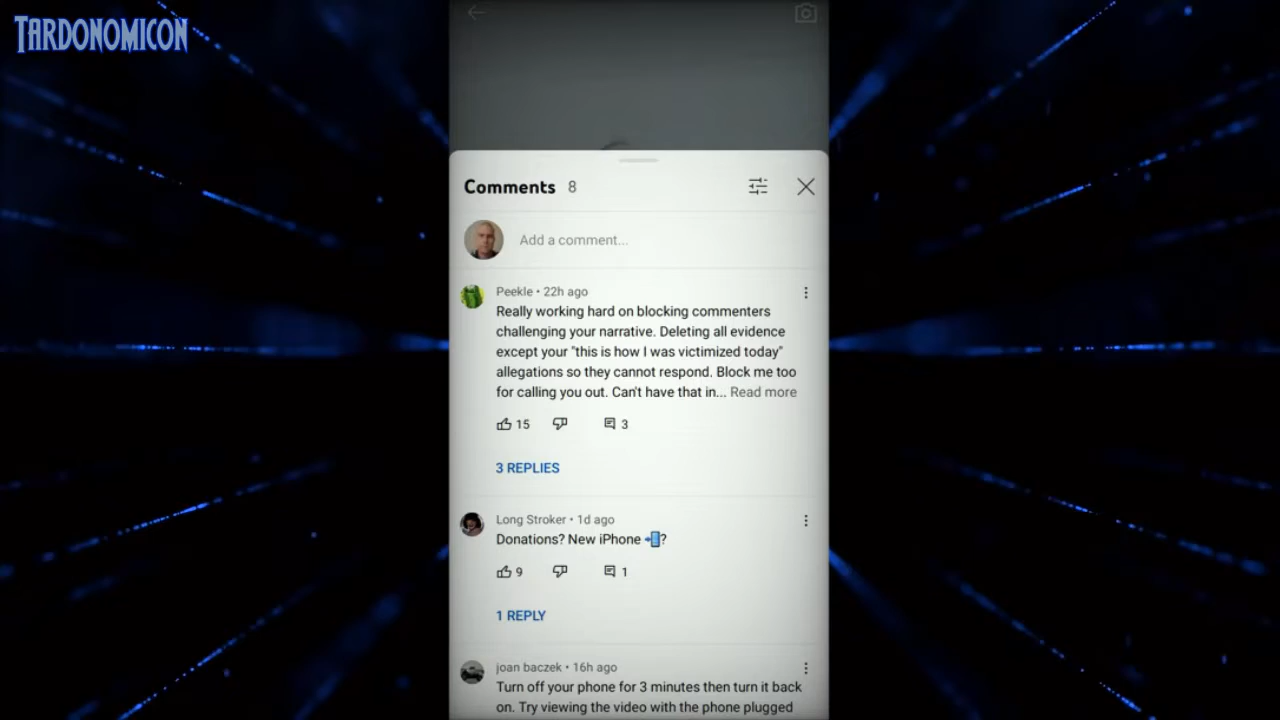 TARDONOMICON
Comments 8
Add a comment...
Peekle • 22h ago
Really working hard on blocking commenters
challenging your narrative. Deleting all evidence
except your "this is how I was victimized today"
allegations so they cannot respond. Block me too
for calling you out. Can't have that in... Read more
15 3
3 REPLIES
Long Stroker • 1d ago
Donations? New iPhone 📲?
9 1
1 REPLY
joan baczek • 16h ago
Turn off your phone for 3 minutes then turn it back
on. Try viewing the video with the phone plugged